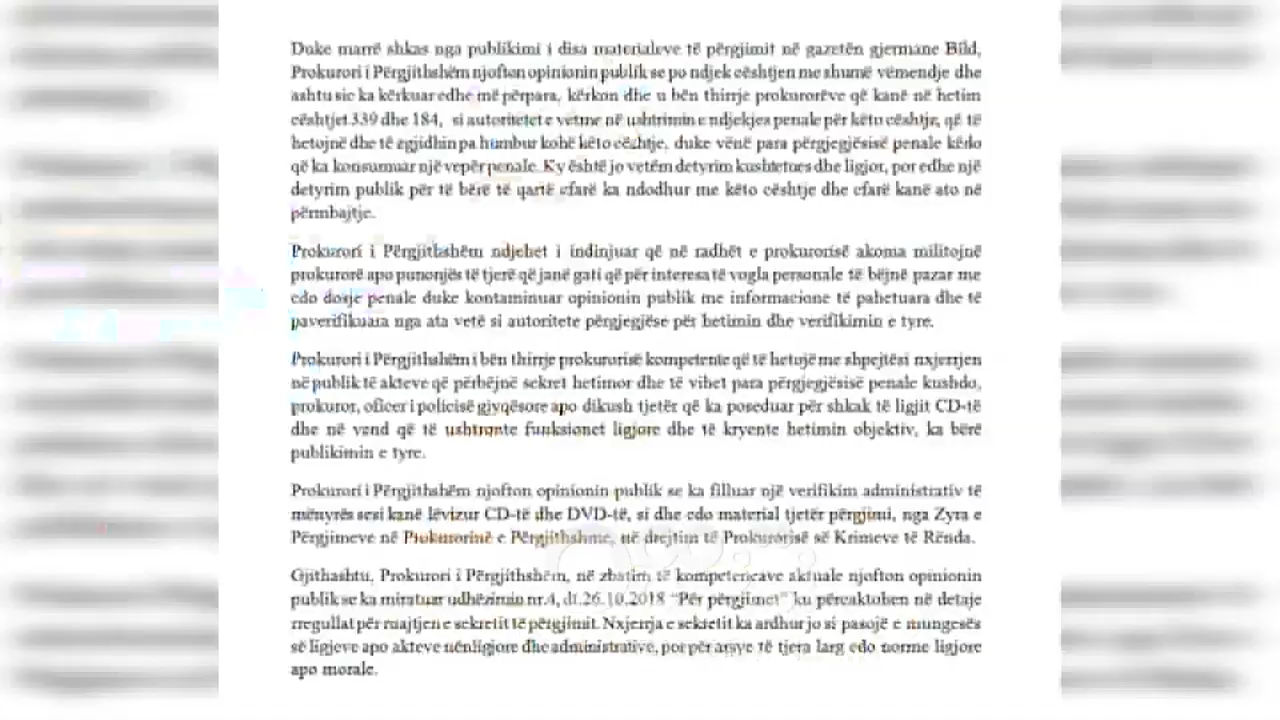 Duke marrë shkas nga publikimi i disa materialeve të përgjimit në gazetën gjermane Bild,
Prokurori i Përgjithshëm njofton opinionin publik se po ndjek cështjen me shumë vëmendje dhe
ashtu sic ka kërkuar edhe më përpara, kërkon dhe u bën thirrje prokurorëve që kanë në hetim
cështjet 339 dhe 184, si autoritetet e vetme në ushtrimin e ndjekjes penale për këto cështje, që të
hetojnë dhe të zgjidhin pa humbur kohë këto cështje, duke vënë para përgjegjësisë penale këdo
që ka konsumuar një vepër penale. Ky është jo vetëm detyrim kushtetues dhe ligjor, por edhe një
detyrim publik për të bërë të qartë cfarë ka ndodhur me këto cështje dhe cfarë kanë ato në
përmbajtje.
Prokurori i Përgjithshëm ndjehet i indinjuar që në radhët e prokurorisë akoma militojnë
prokurorë apo punonjës të tjerë që janë gati që për interesa të vogla personale të bëjnë pazar me
cdo dosje penale duke kontaminuar opinionin publik me informacione të pabetuara dhe të
paverifikuara nga ata vetë si autoritete përgjegjëse për hetimin dhe verifikimin e tyre.
Prokurori i Përgjithshëm i bën thirrje prokurorisë kompetente që të hetojë me shpejtësi nxjerrjen
në publik të akteve që përbëjnë sekret hetimor dhe të vihet para përgjegjësisë penale kushdo,
prokuror, oficer i policisë gjyqësore apo dikush tjetër që ka poseduar për shkak të ligjit CD-të
dhe në vend që të ushtronte funksionet ligjore dhe të kryente hetimin objektiv, ka bërë
publikimin e tyre.
Prokurori i Përgjithshëm njofton opinionin publik se ka filluar një verifikim administrativ të
mënyrës sesi kanë lëvizur CD-të dhe DVD-të, si dhe cdo material tjetër përgjimi, nga Zyra e
Përgjimeve në Prokurorinë e Përgjithshme, në drejtim të Prokurorisë së Krimeve të Rënda.
Gjithashtu, Prokurori i Përgjithshëm, në zbatim të kompetencave aktuale njofton opinionin
publik se ka miratuar udhëzimin nr.4, dt.26.10.2018 "Për përgjimet" ku përcaktohen në detaje
rregullat për ruajtjen e sekretit të përgjimit. Nxjerrja e sekretit ka ardhur jo si pasojë e mungesës
së ligjeve apo akteve nënligjore dhe administrative, por për arsye të tjera larg cdo norme ligjore
apo morale.